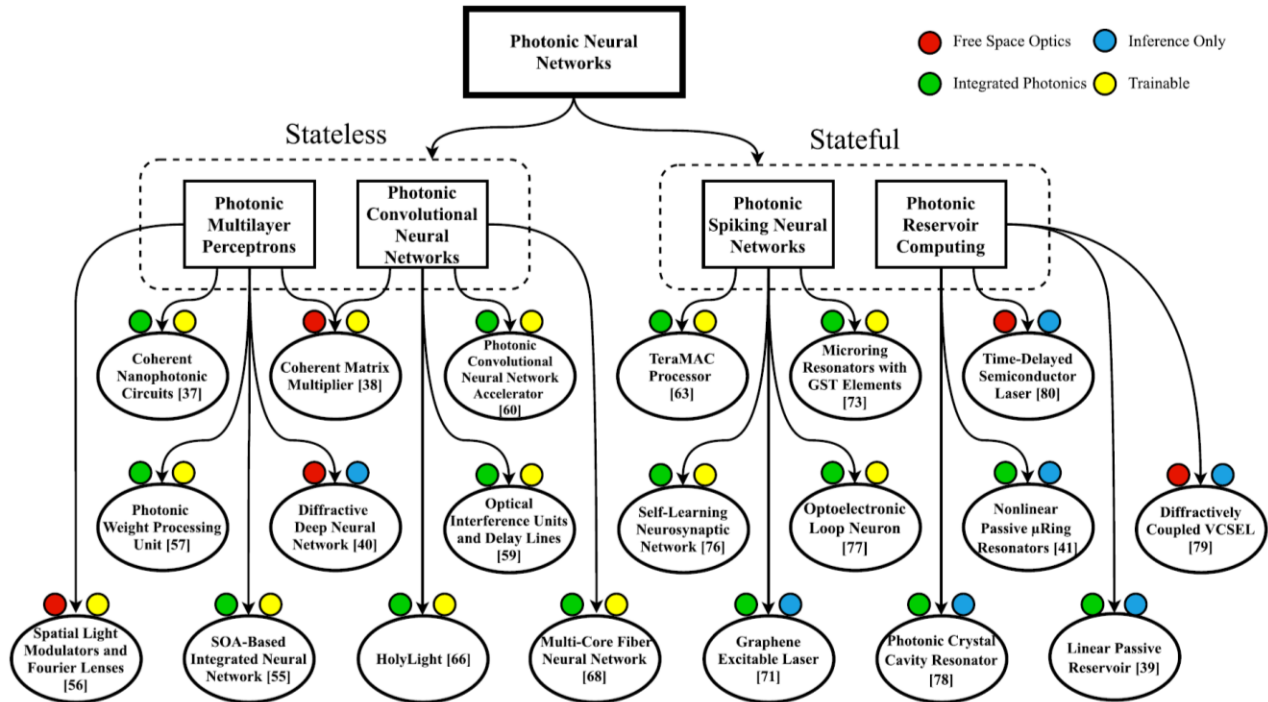 Photonic Neural
Networks
Free Space Optics
Inference Only
Integrated Photonics
Trainable
Stateless
Stateful
Photonic
Multilayer
Perceptrons
Photonic
Convolutional
Neural
Networks
Photonic
Spiking Neural
Networks
Photonic
Reservoir
Computing
Coherent
Nanophotonic
Circuits [37]
Coherent Matrix
Multiplier [38]
Photonic
Convolutional
Neural Network
Accelerator
[60]
TeraMAC
Processor
[63]
Microring
Resonators with
GST Elements
[73]
Time-Delayed
Semiconductor
Laser [80]
Photonic
Weight Processing
Unit [57]
Diffractive
Deep Neural
Network [40]
Optical
Interference Units
and Delay Lines
[59]
Self-Learning
Neurosynaptic
Network [76]
Optoelectronic
Loop Neuron
[77]
Nonlinear
Passive μRing
Resonators [41]
Diffractively
Coupled VCSEL
[79]
Spatial Light
Modulators and
Fourier Lenses
[56]
SOA-Based
Integrated Neural
Network [55]
HolyLight [66]
Multi-Core Fiber
Neural Network
[68]
Graphene
Excitable Laser
[71]
Photonic Crystal
Cavity Resonator
[78]
Linear Passive
Reservoir [39]